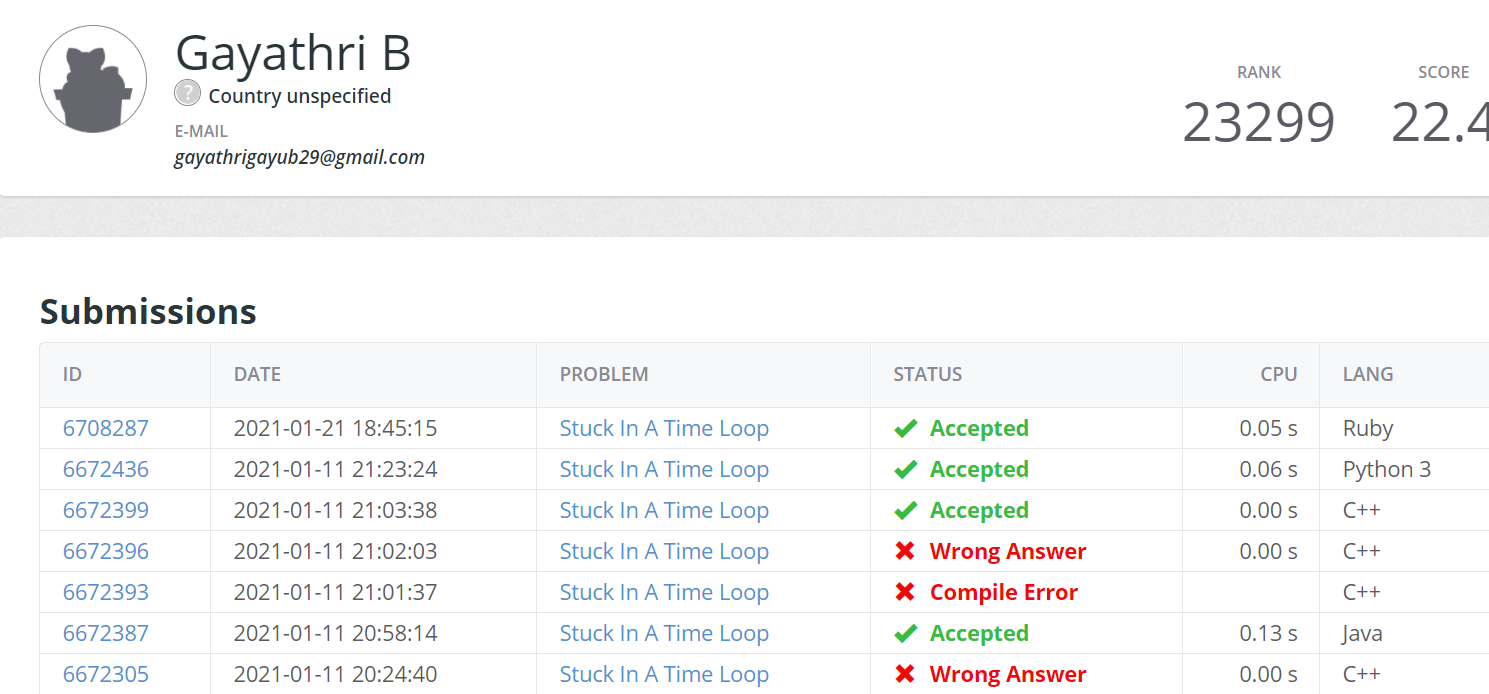 Gayathri B
? Country unspecified
E-MAIL
gayathrigayub29@gmail.com
RANK SCORE
23299 22.4
Submissions
ID DATE PROBLEM STATUS CPU LANG
6708287 2021-01-21 18:45:15 Stuck In A Time Loop Accepted 0.05 s Ruby
6672436 2021-01-11 21:23:24 Stuck In A Time Loop Accepted 0.06 s Python 3
6672399 2021-01-11 21:03:38 Stuck In A Time Loop Accepted 0.00 s C++
6672396 2021-01-11 21:02:03 Stuck In A Time Loop Wrong Answer 0.00 s C++
6672393 2021-01-11 21:01:37 Stuck In A Time Loop Compile Error C++
6672387 2021-01-11 20:58:14 Stuck In A Time Loop Accepted 0.13 s Java
6672305 2021-01-11 20:24:40 Stuck In A Time Loop Wrong Answer 0.00 s C++